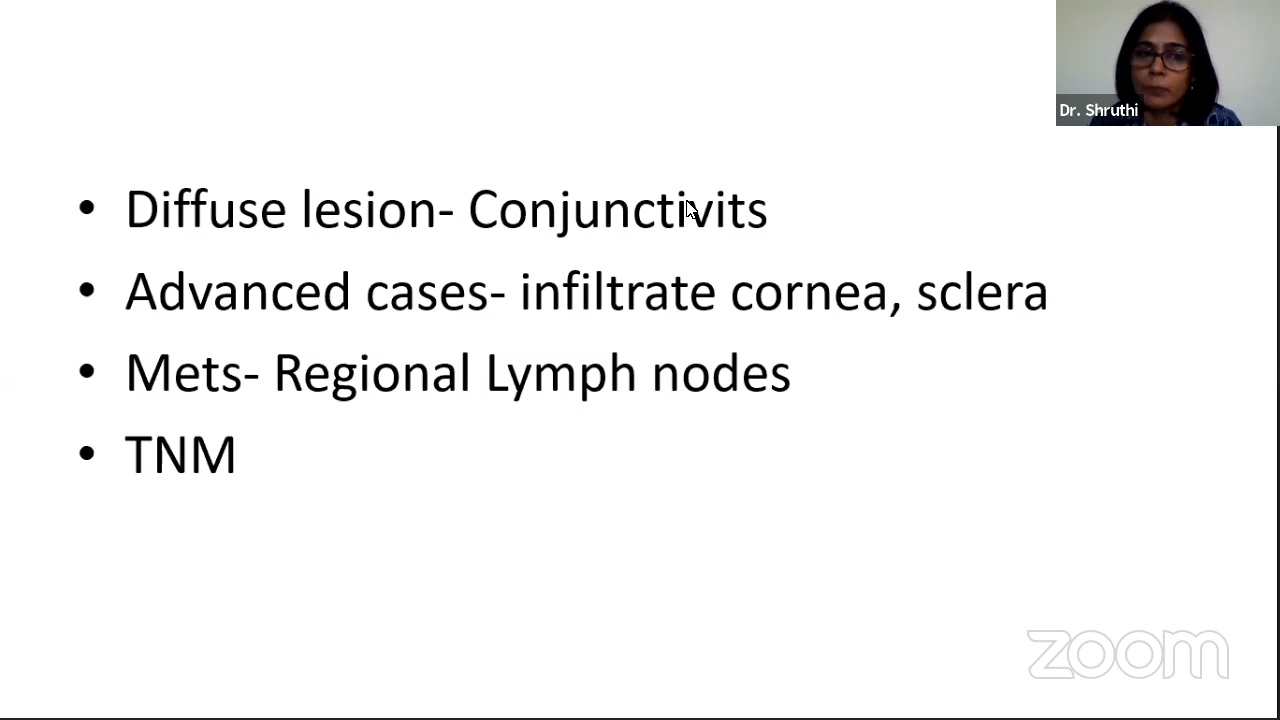 Dr. Shruthi
• Diffuse lesion- Conjunctivits
• Advanced cases- infiltrate cornea, sclera
• Mets- Regional Lymph nodes
• TNM
zoom